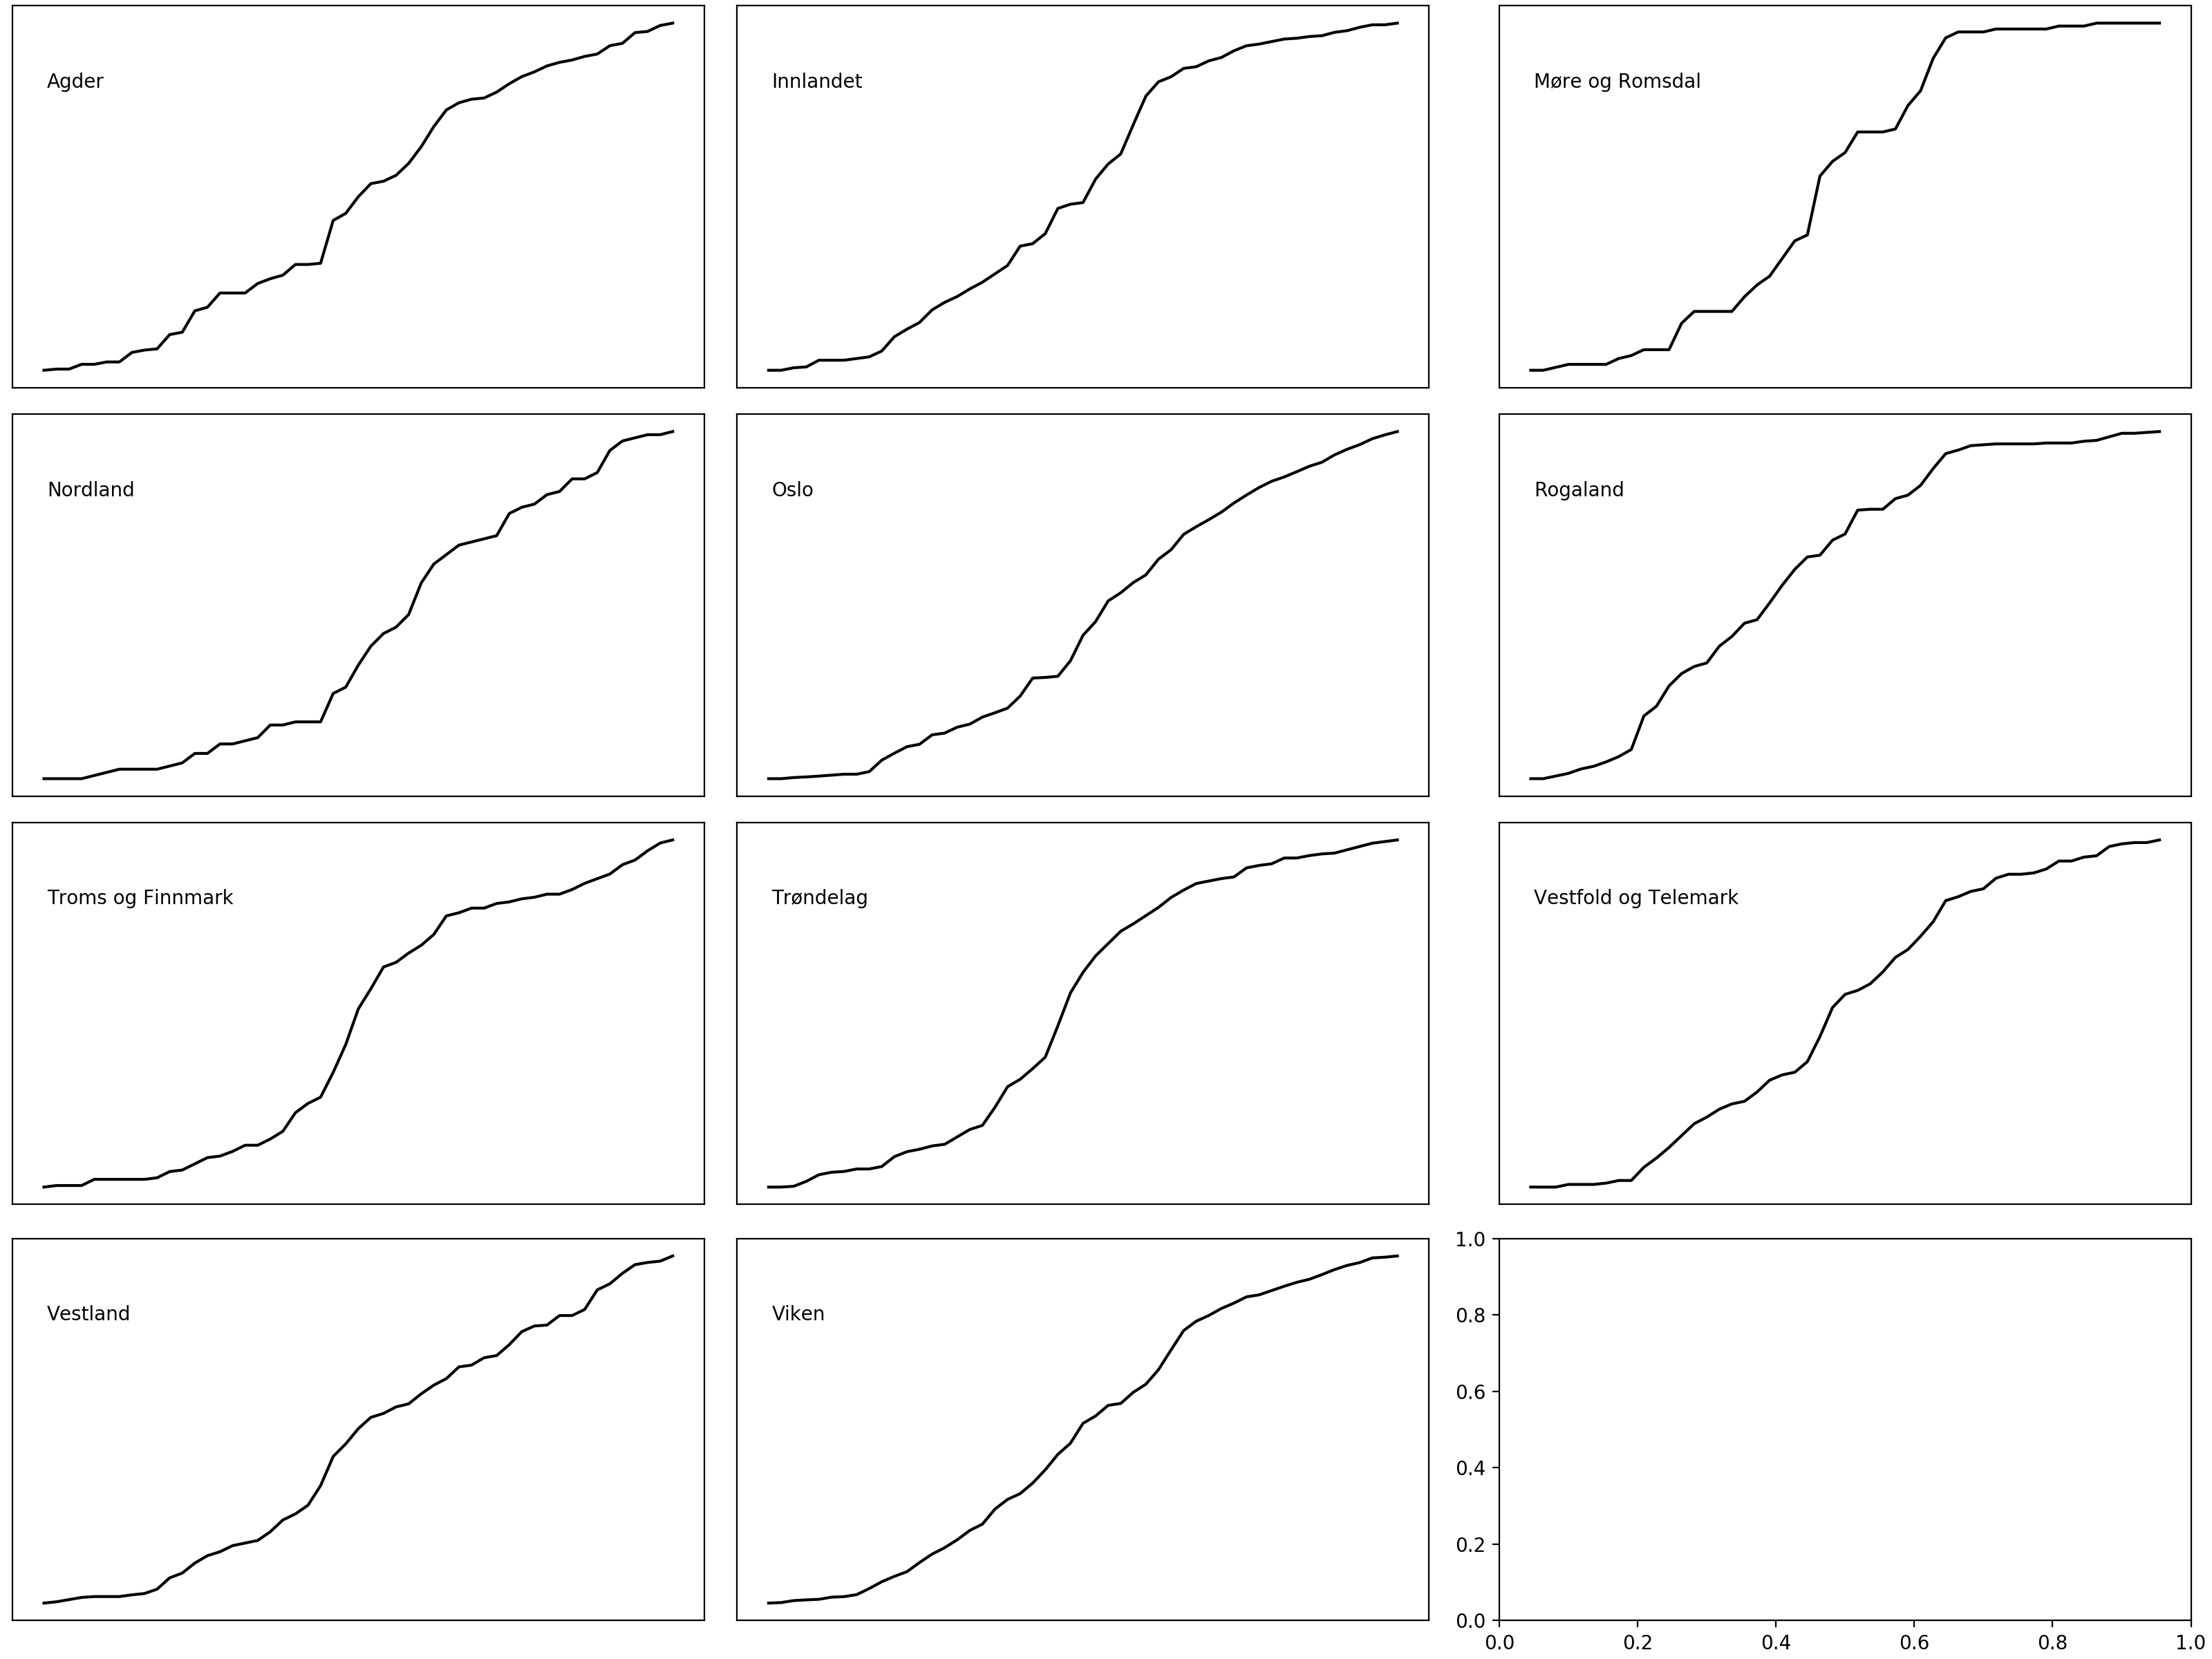 Agder
Innlandet
Møre og Romsdal
Nordland
Oslo
Rogaland
Troms og Finnmark
Trøndelag
Vestfold og Telemark
Vestland
Viken
1.0
0.8
0.6
0.4
0.2
0.0
0.0 0.2 0.4 0.6 0.8 1.0